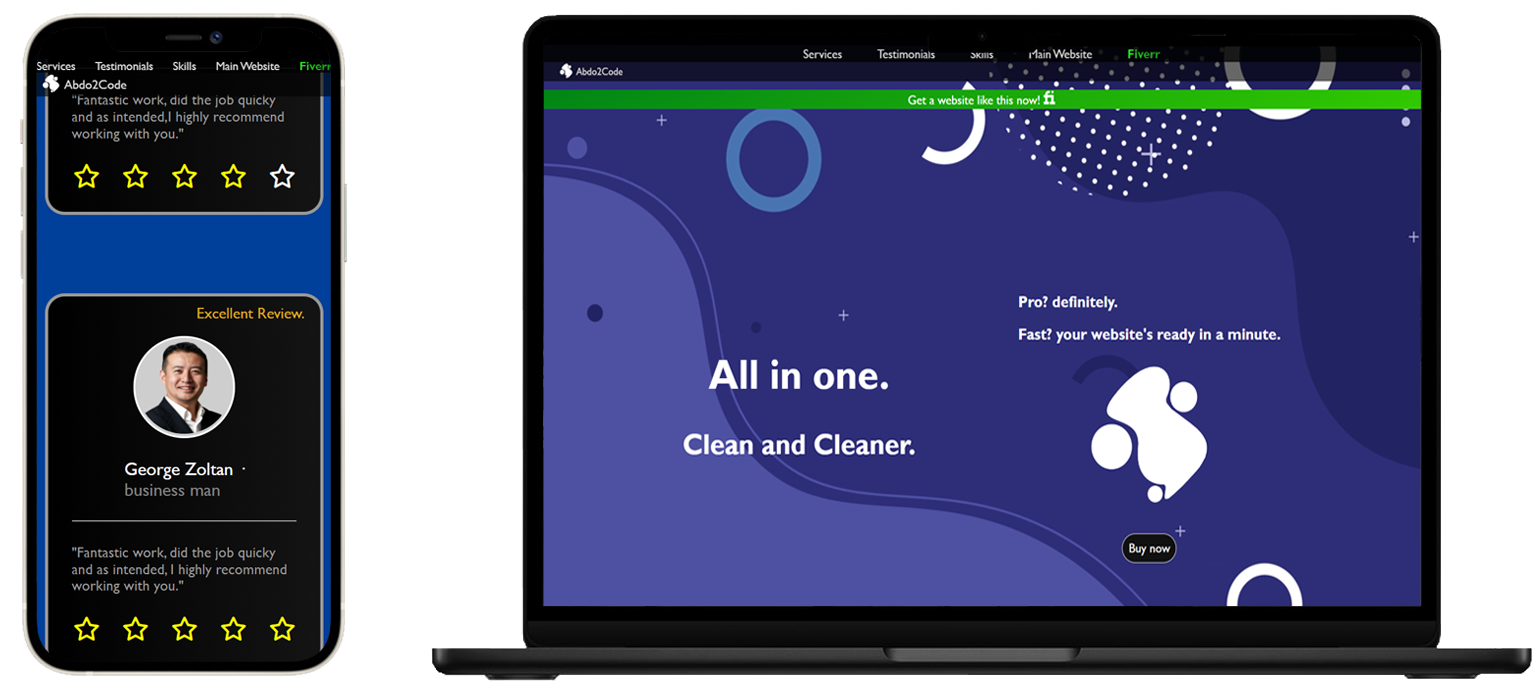 Services Testimonials Skills Main Website Fiverr
Abdo2Code
"Fantastic work, did the job quicky
and as intended,I highly recommend
working with you."
Excellent Review.
George Zoltan ·
business man
"Fantastic work, did the job quicky
and as intended,I highly recommend
working with you."
Services Testimonials Skills Main Website Fiverr
Abdo2Code
Get a website like this now! fi
Pro? definitely.
Fast? your website's ready in a minute.
All in one.
Clean and Cleaner.
Buy now